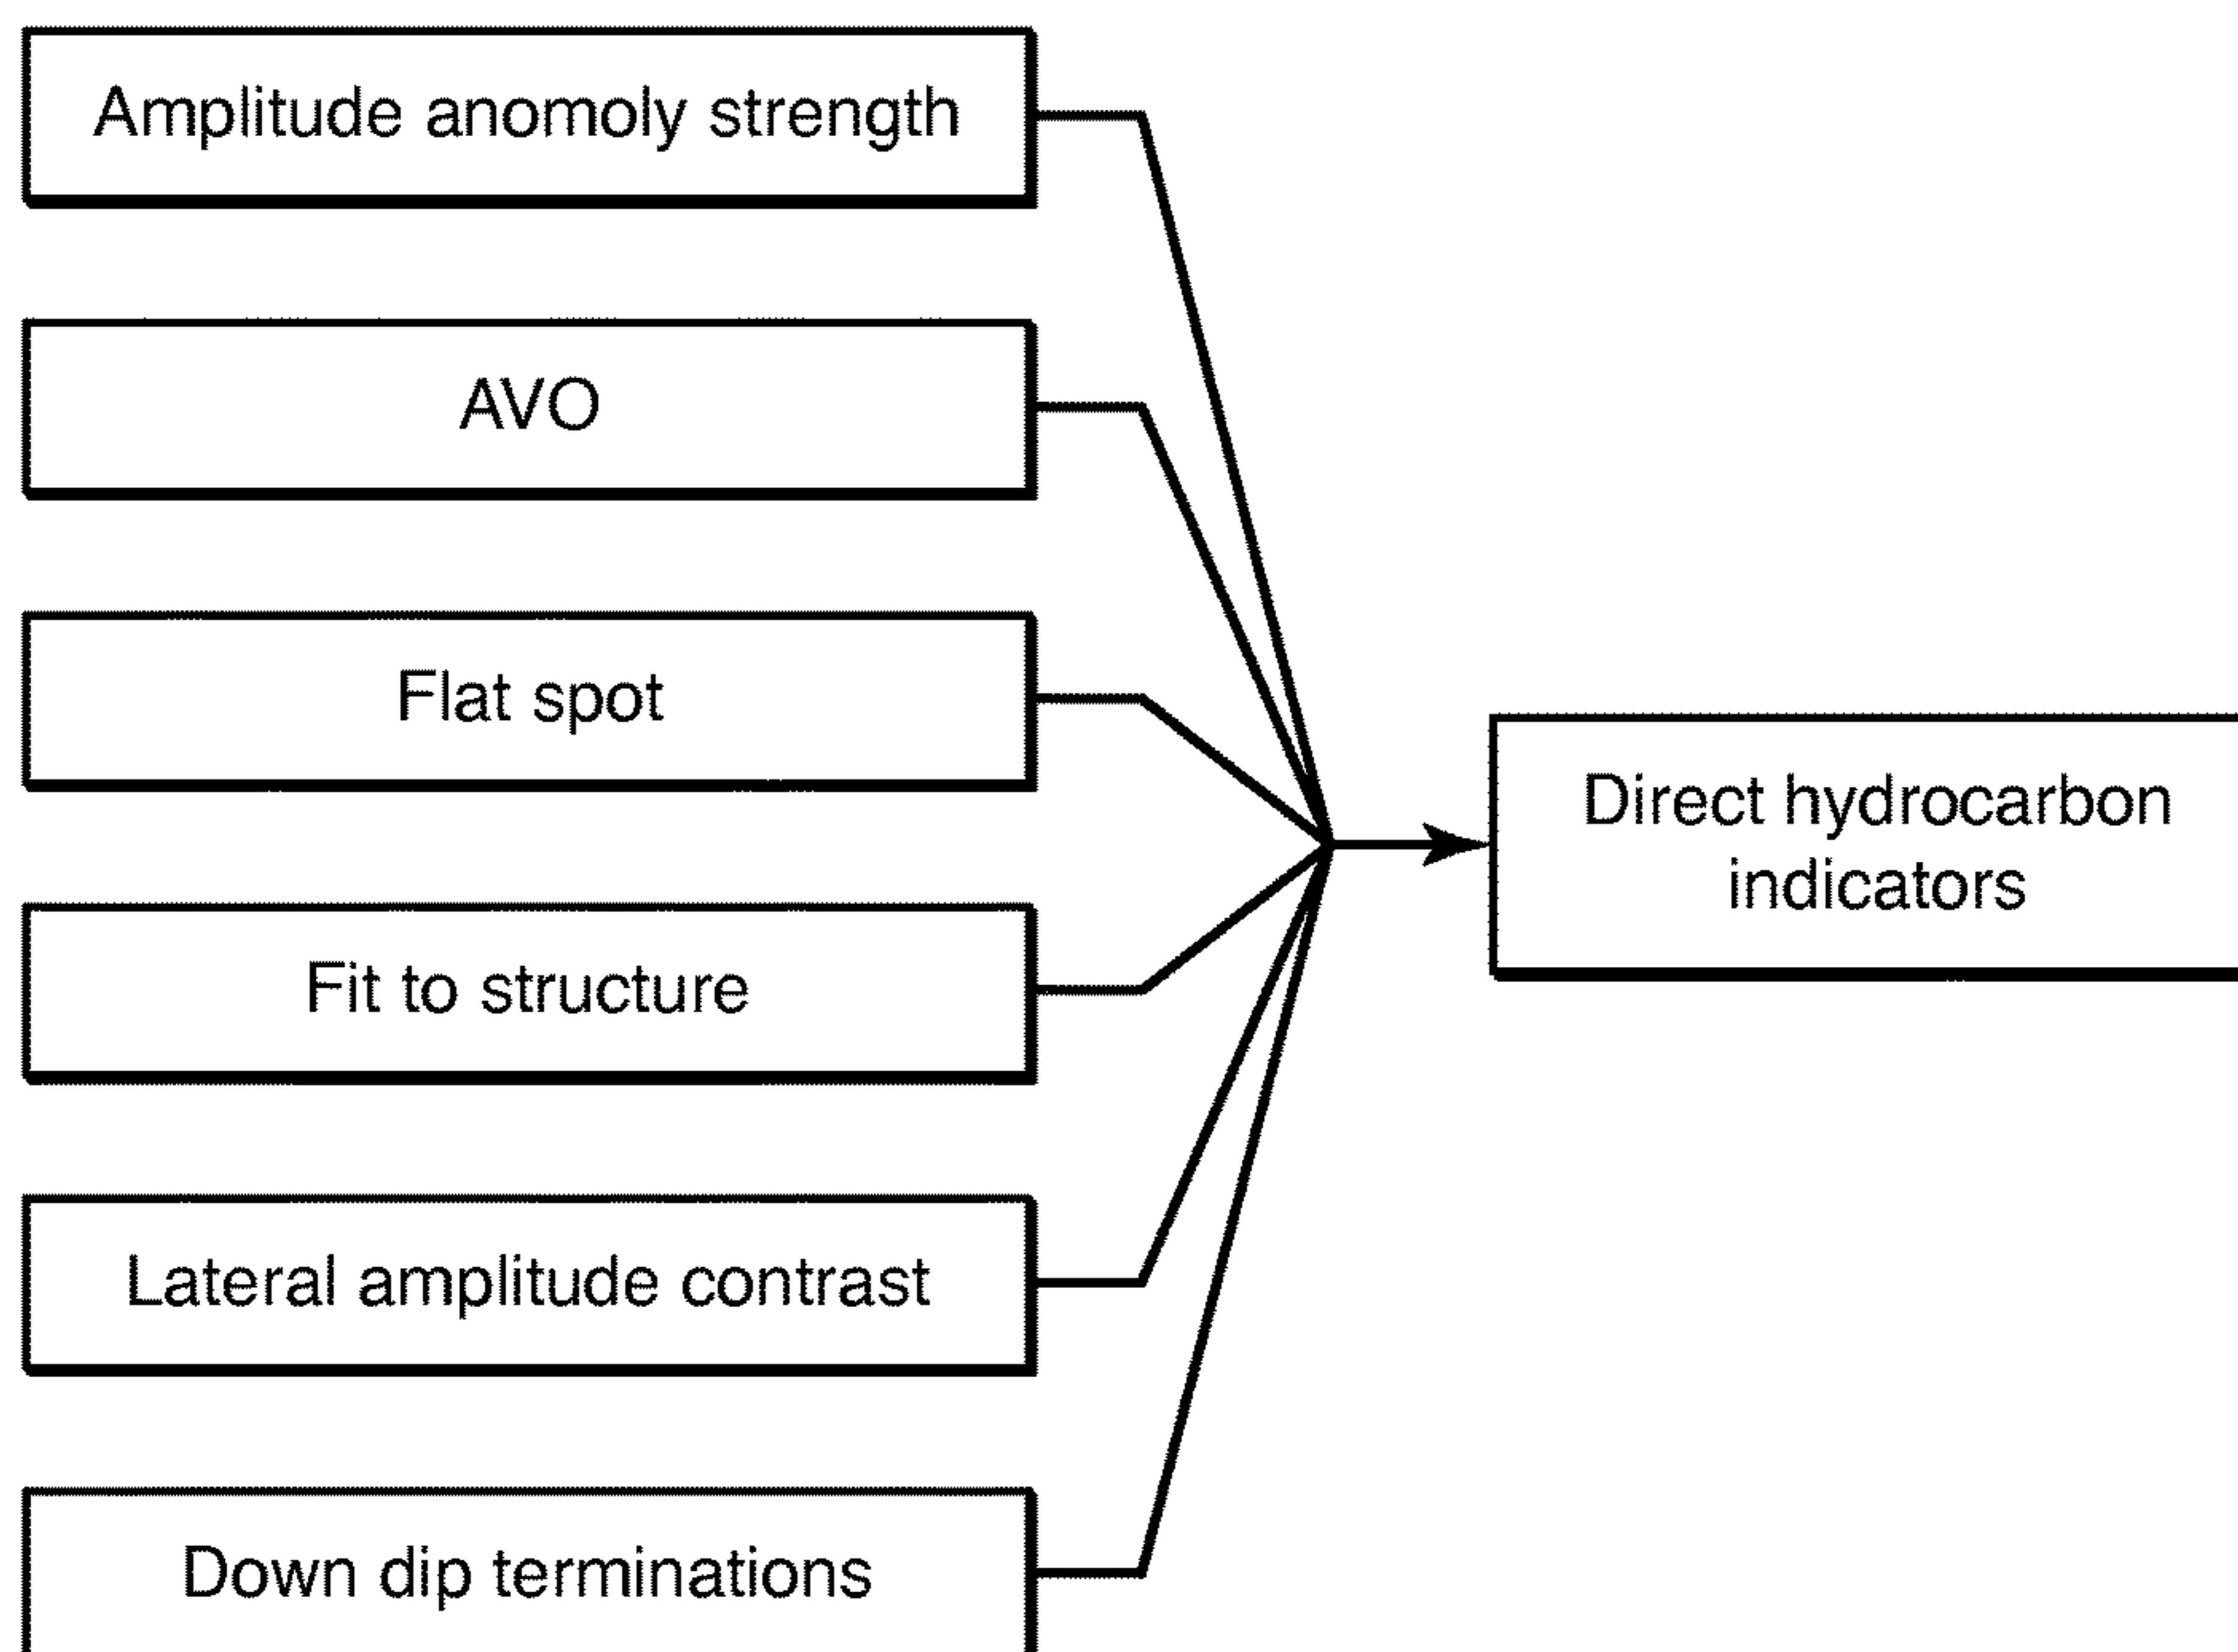 Amplitude anomoly strength
AVO
Flat spot
Fit to structure
Lateral amplitude contrast
Down dip terminations
Direct hydrocarbon
indicators